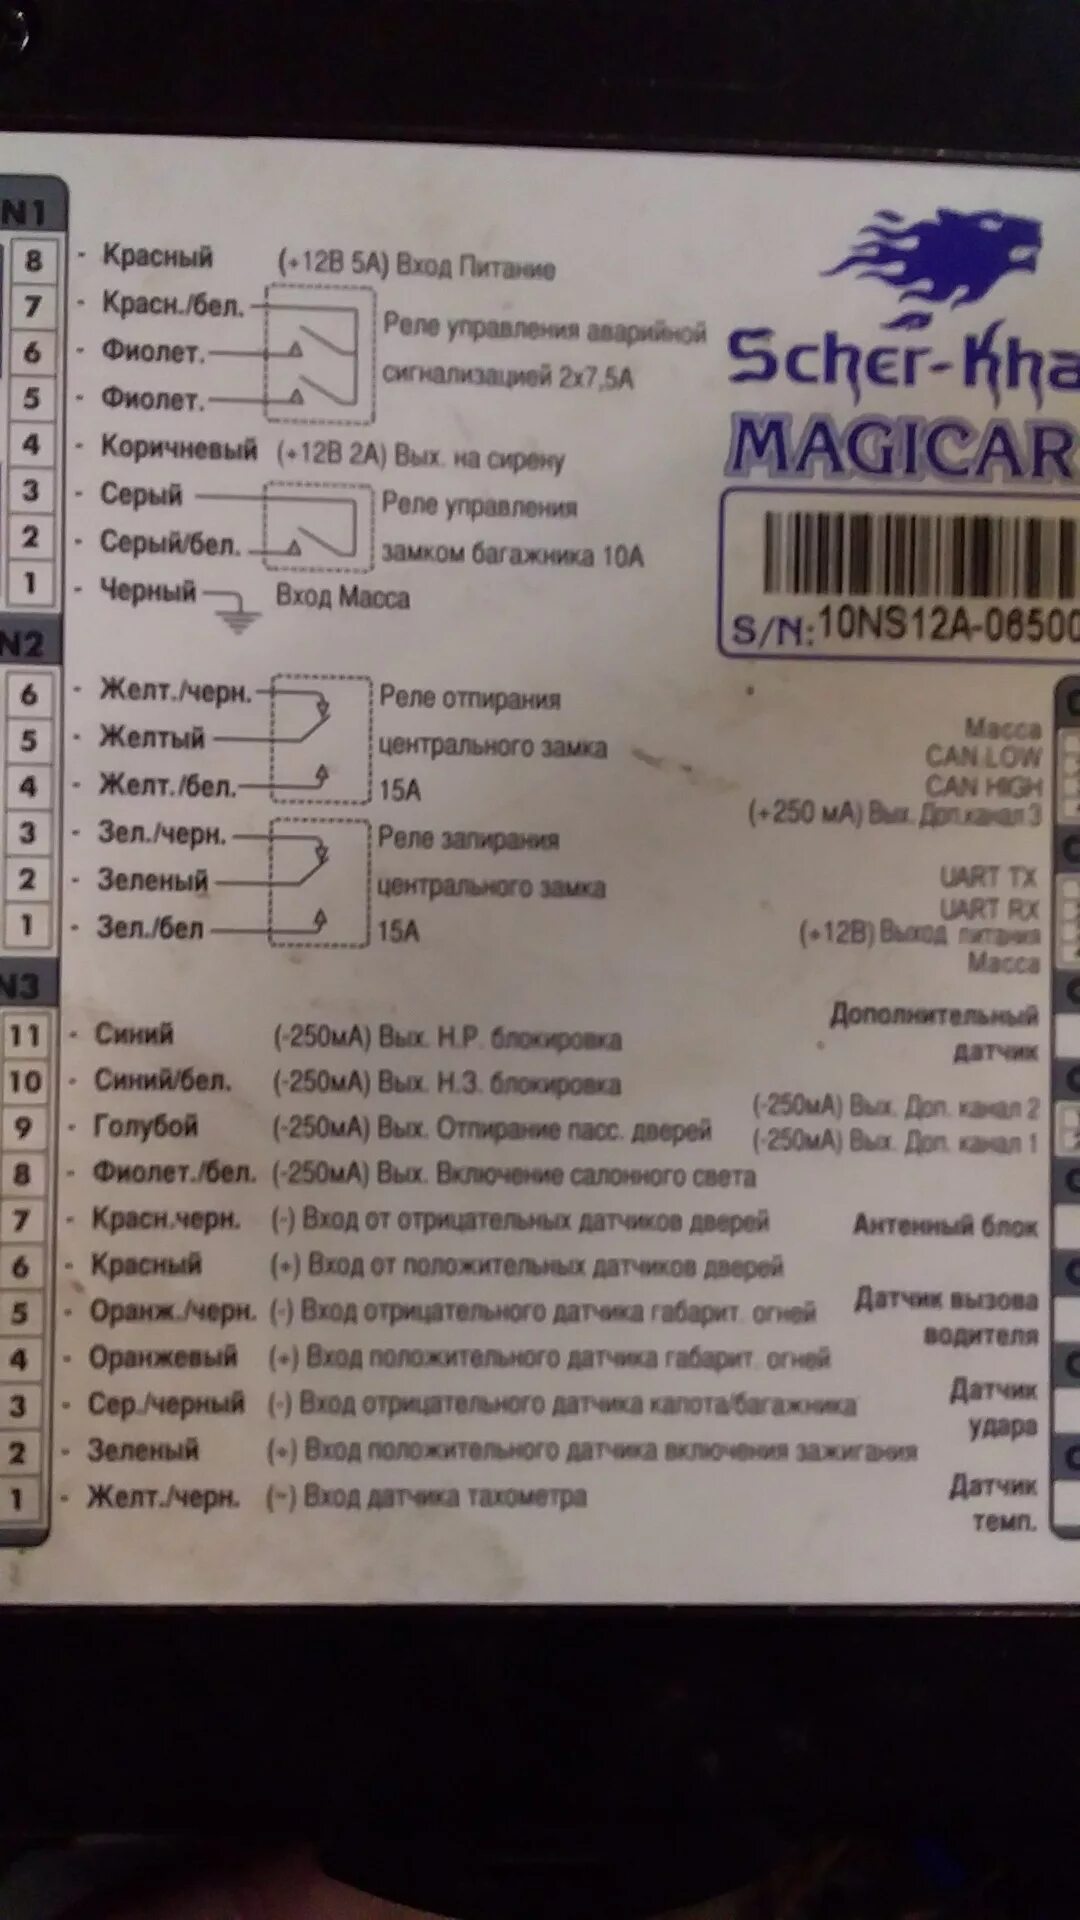 N1
8 - Красный (+12В 5А) Вход Питание
7 - Красн./бел.
6 - Фиолет.
5 - Фиолет.
Реле управления аварийной
сигнализацией 2х7,5А
4 - Коричневый (+12В 2А) Вых. на сирену
3 - Серый
2 - Серый/бел.
Реле управления
замком багажника 10А
1 - Черный Вход Масса
N2
6 - Желт./черн.
5 - Желтый
4 - Желт./бел.
Реле отпирания
центрального замка
15А
3 - Зел./черн.
2 - Зеленый
1 - Зел./бел
Реле запирания
центрального замка
15А
N3
11 - Синий (-250мА) Вых. Н.Р. блокировка
10 - Синий/бел. (-250мА) Вых. Н.З. блокировка
9 - Голубой (-250мА) Вых. Отпирание пасс. дверей
8 - Фиолет./бел. (-250мА) Вых. Включение салонного света
7 - Красн.черн. (-) Вход от отрицательных датчиков дверей
6 - Красный (+) Вход от положительных датчиков дверей
5 - Оранж./черн. (-) Вход отрицательного датчика габарит. огней
4 - Оранжевый (+) Вход положительного датчика габарит. огней
3 - Сер./черный (-) Вход отрицательного датчика капота/багажника
2 - Зеленый (+) Вход положительного датчика включения зажигания
1 - Желт./черн. (~) Вход датчика тахометра
Scher-Kha
MAGICAR
S/N: 10NS12A-06500
Масса
CAN LOW
CAN HIGH
(+250 мА) Вых. Доп.канал 3
UART TX
UART RX
(+12В) Выход питания
Масса
Дополнительный
датчик
(-250мА) Вых. Доп. канал 2
(-250мА) Вых. Доп. канал 1
Антенный блок
Датчик вызова
водителя
Датчик
удара
Датчик
темп.